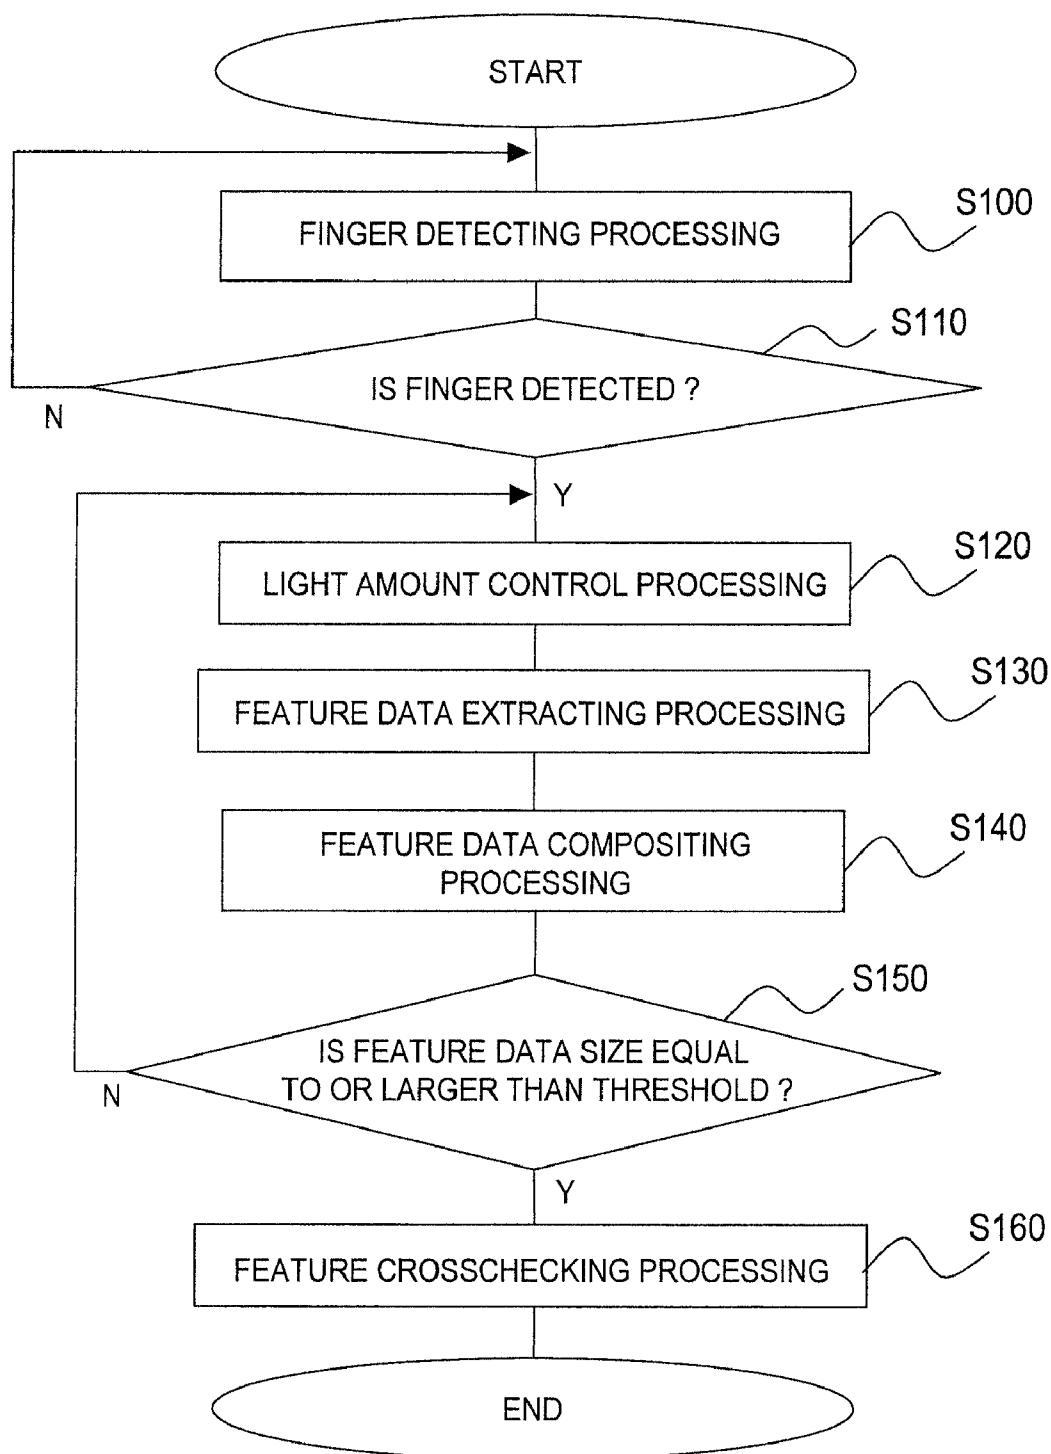 START
FINGER DETECTING PROCESSING
S100
S110
IS FINGER DETECTED ?
N
Y
S120
LIGHT AMOUNT CONTROL PROCESSING
S130
FEATURE DATA EXTRACTING PROCESSING
S140
FEATURE DATA COMPOSITING
PROCESSING
S150
IS FEATURE DATA SIZE EQUAL
TO OR LARGER THAN THRESHOLD ?
N
Y
S160
FEATURE CROSSCHECKING PROCESSING
END